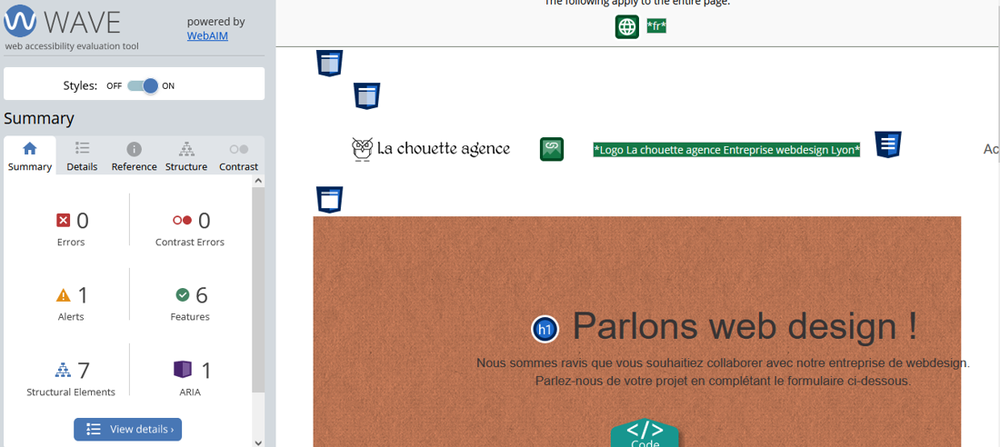 The following apply to the entire page:
*fr*
WAVE
web accessibility evaluation tool
powered by
WebAIM
Styles: OFF ON
Summary
Summary Details Reference Structure Contrast
0
Errors
0
Contrast Errors
1
Alerts
6
Features
7
Structural Elements
1
ARIA
View details ›
La chouette agence
*Logo La chouette agence Entreprise webdesign Lyon*
Ac
h1 Parlons web design !
Nous sommes ravis que vous souhaitiez collaborer avec notre entreprise de webdesign.
Parlez-nous de votre projet en complétant le formulaire ci-dessous.
</>
Code